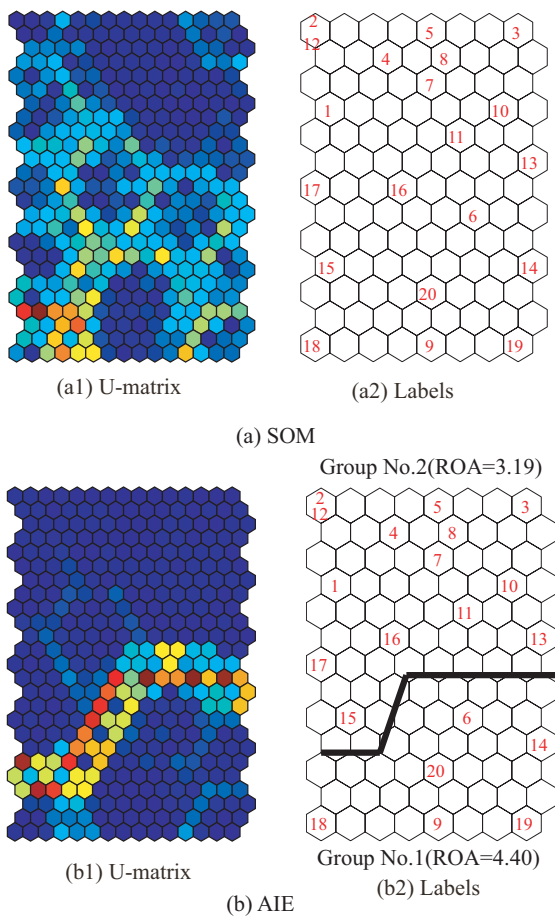 2 5 3
12
4 8
7
1 10
11
13
17 16
6
15 14
20
18 9 19
(a1) U-matrix (a2) Labels
(a) SOM
Group No.2(ROA=3.19)
2 5 3
12
4 8
7
1 10
11
16 13
17
15 6
14
20
18 9 19
Group No.1(ROA=4.40)
(b1) U-matrix (b2) Labels
(b) AIE